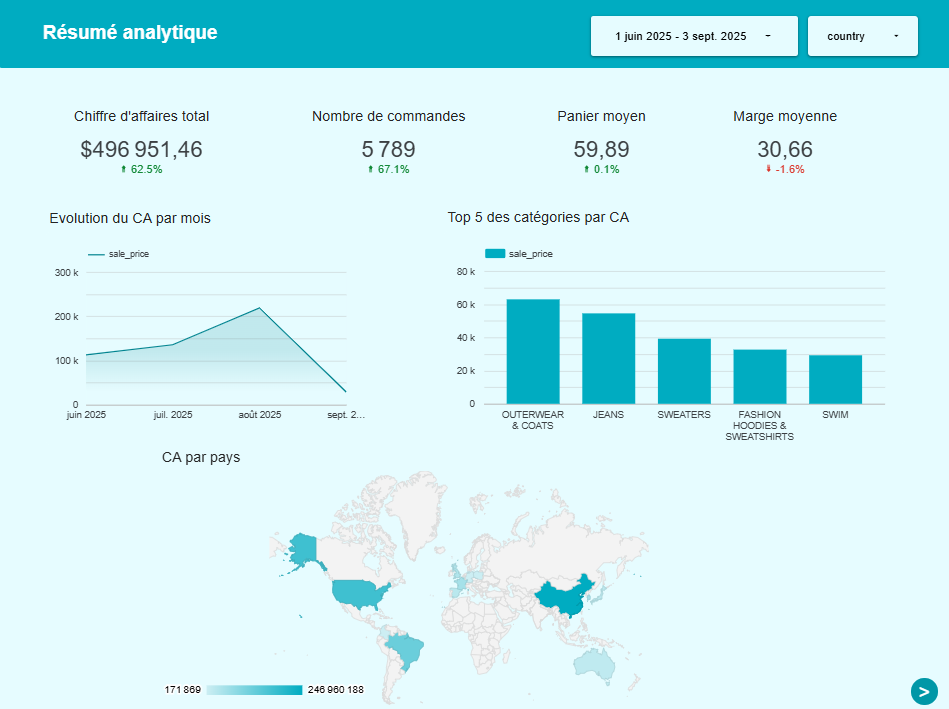 Résumé analytique
1 juin 2025 - 3 sept. 2025
country
Chiffre d'affaires total
Nombre de commandes
Panier moyen
Marge moyenne
$496 951,46
5 789
59,89
30,66
62.5%
67.1%
0.1%
-1.6%
Evolution du CA par mois
Top 5 des catégories par CA
sale_price
300 k
200 k
100 k
0
juin 2025
juil. 2025
août 2025
sept. 2...
sale_price
80 k
60 k
40 k
20 k
0
OUTERWEAR
& COATS
JEANS
SWEATERS
FASHION
HOODIES &
SWEATSHIRTS
SWIM
CA par pays
171 869
246 960 188
>